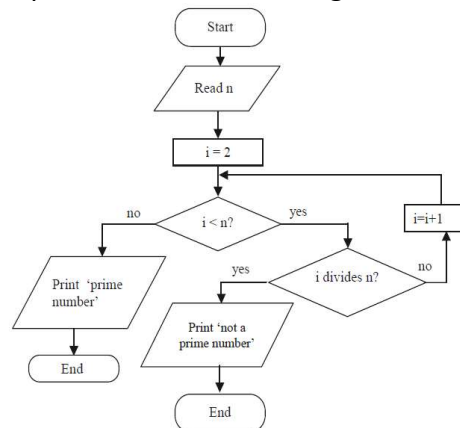 Start
Read n
i = 2
no
i < n?
yes
i=i+1
Print ‘prime
number’
yes
i divides n?
no
Print ‘not a
prime number’
End
End